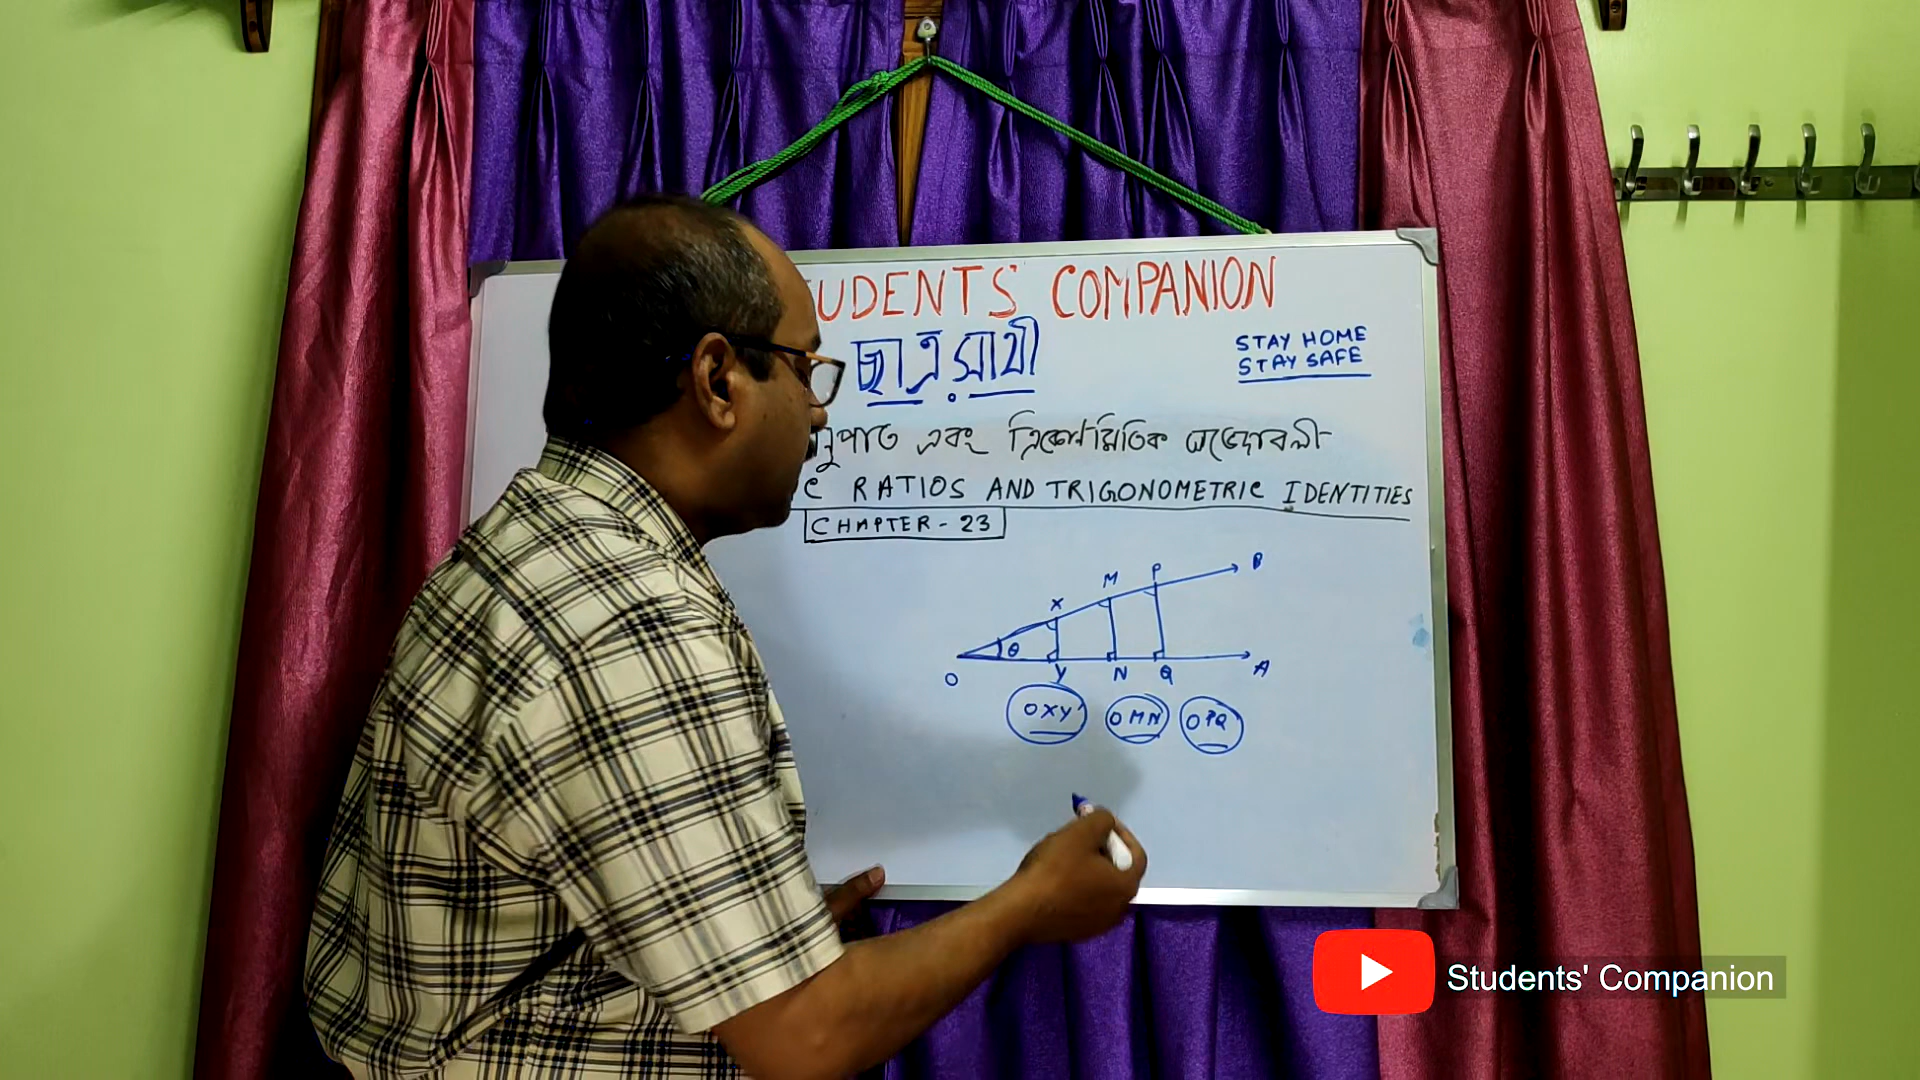 TUDENTS' COMPANION
ছাত্র সাথী
STAY HOME
STAY SAFE
নুপাত এবং ত্রিকোণমিতিক অভেদাবলী
C RATIOS AND TRIGONOMETRIC IDENTITIES
CHAPTER - 23
B
P
M
X
θ
O
Y
N
Q
A
OXY
OMN
OPQ
Students' Companion